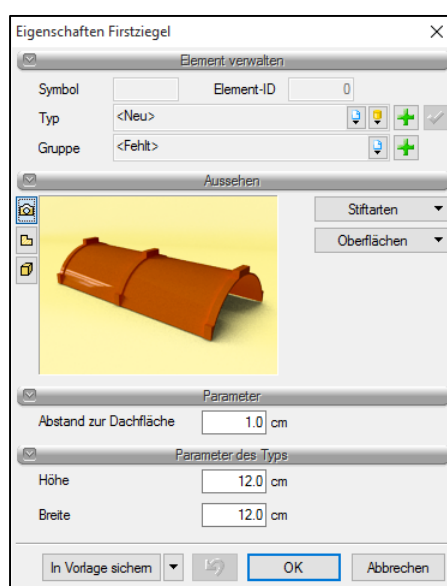 Eigenschaften Firstziegel
Element verwalten
Symbol Element-ID 0
Typ <Neu>
Gruppe <Fehlt>
Aussehen
Stiftarten
Oberflächen
Parameter
Abstand zur Dachfläche 1.0 cm
Parameter des Typs
Höhe 12.0 cm
Breite 12.0 cm
In Vorlage sichern OK Abbrechen